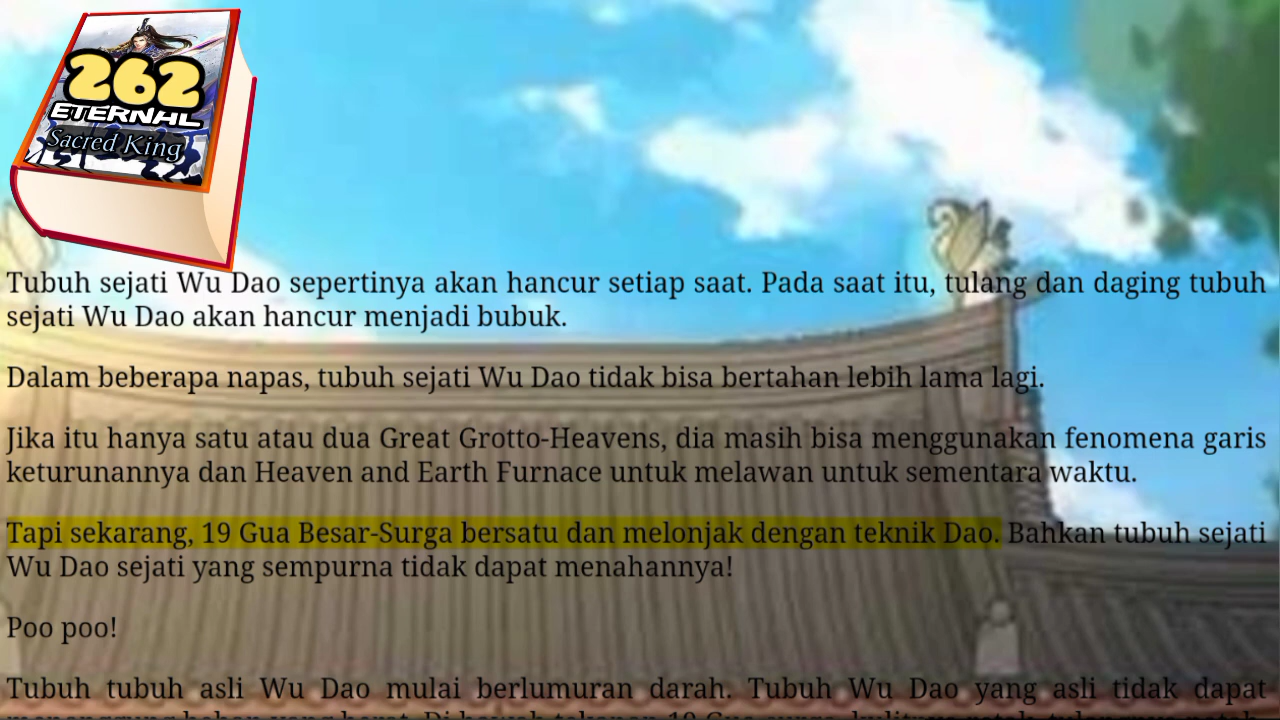 262
ETERNAL
Sacred King
Tubuh sejati Wu Dao sepertinya akan hancur setiap saat. Pada saat itu, tulang dan daging tubuh
sejati Wu Dao akan hancur menjadi bubuk.
Dalam beberapa napas, tubuh sejati Wu Dao tidak bisa bertahan lebih lama lagi.
Jika itu hanya satu atau dua Great Grotto-Heavens, dia masih bisa menggunakan fenomena garis
keturunannya dan Heaven and Earth Furnace untuk melawan untuk sementara waktu.
Tapi sekarang, 19 Gua Besar-Surga bersatu dan melonjak dengan teknik Dao. Bahkan tubuh sejati
Wu Dao sejati yang sempurna tidak dapat menahannya!
Poo poo!
Tubuh tubuh asli Wu Dao mulai berlumuran darah. Tubuh Wu Dao yang asli tidak dapat